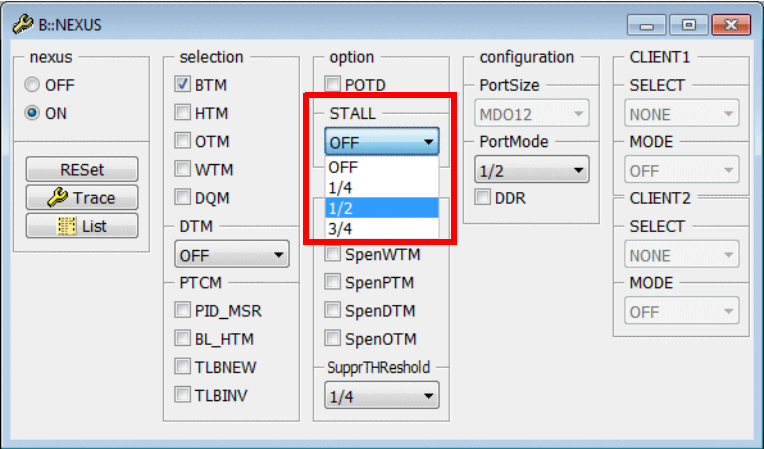 B::NEXUS
nexus
OFF
ON
RESet
Trace
List
selection
BTM
HTM
OTM
WTM
DQM
DTM
OFF
PTCM
PID_MSR
BL_HTM
TLBNEW
TLBINV
option
POTD
STALL
OFF
OFF
1/4
1/2
3/4
SpenWTM
SpenPTM
SpenDTM
SpenOTM
SupprTHReshold
1/4
configuration
PortSize
MDO12
PortMode
1/2
DDR
CLIENT1
SELECT
NONE
MODE
OFF
CLIENT2
SELECT
NONE
MODE
OFF